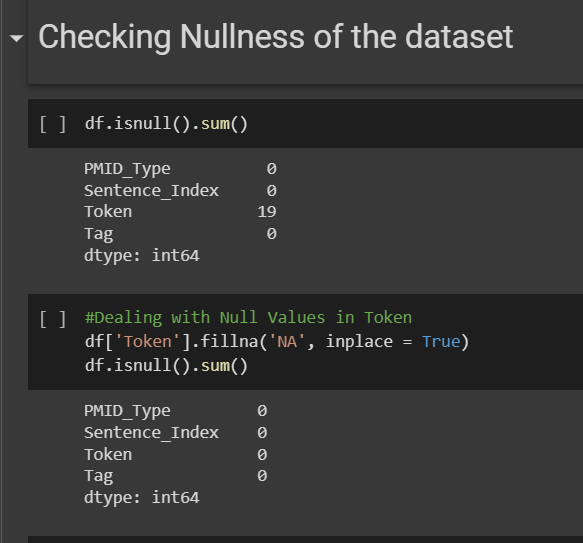 Checking Nullness of the dataset
[ ] df.isnull().sum()
PMID_Type 0
Sentence_Index 0
Token 19
Tag 0
dtype: int64
[ ] #Dealing with Null Values in Token
df['Token'].fillna('NA', inplace = True)
df.isnull().sum()
PMID_Type 0
Sentence_Index 0
Token 0
Tag 0
dtype: int64